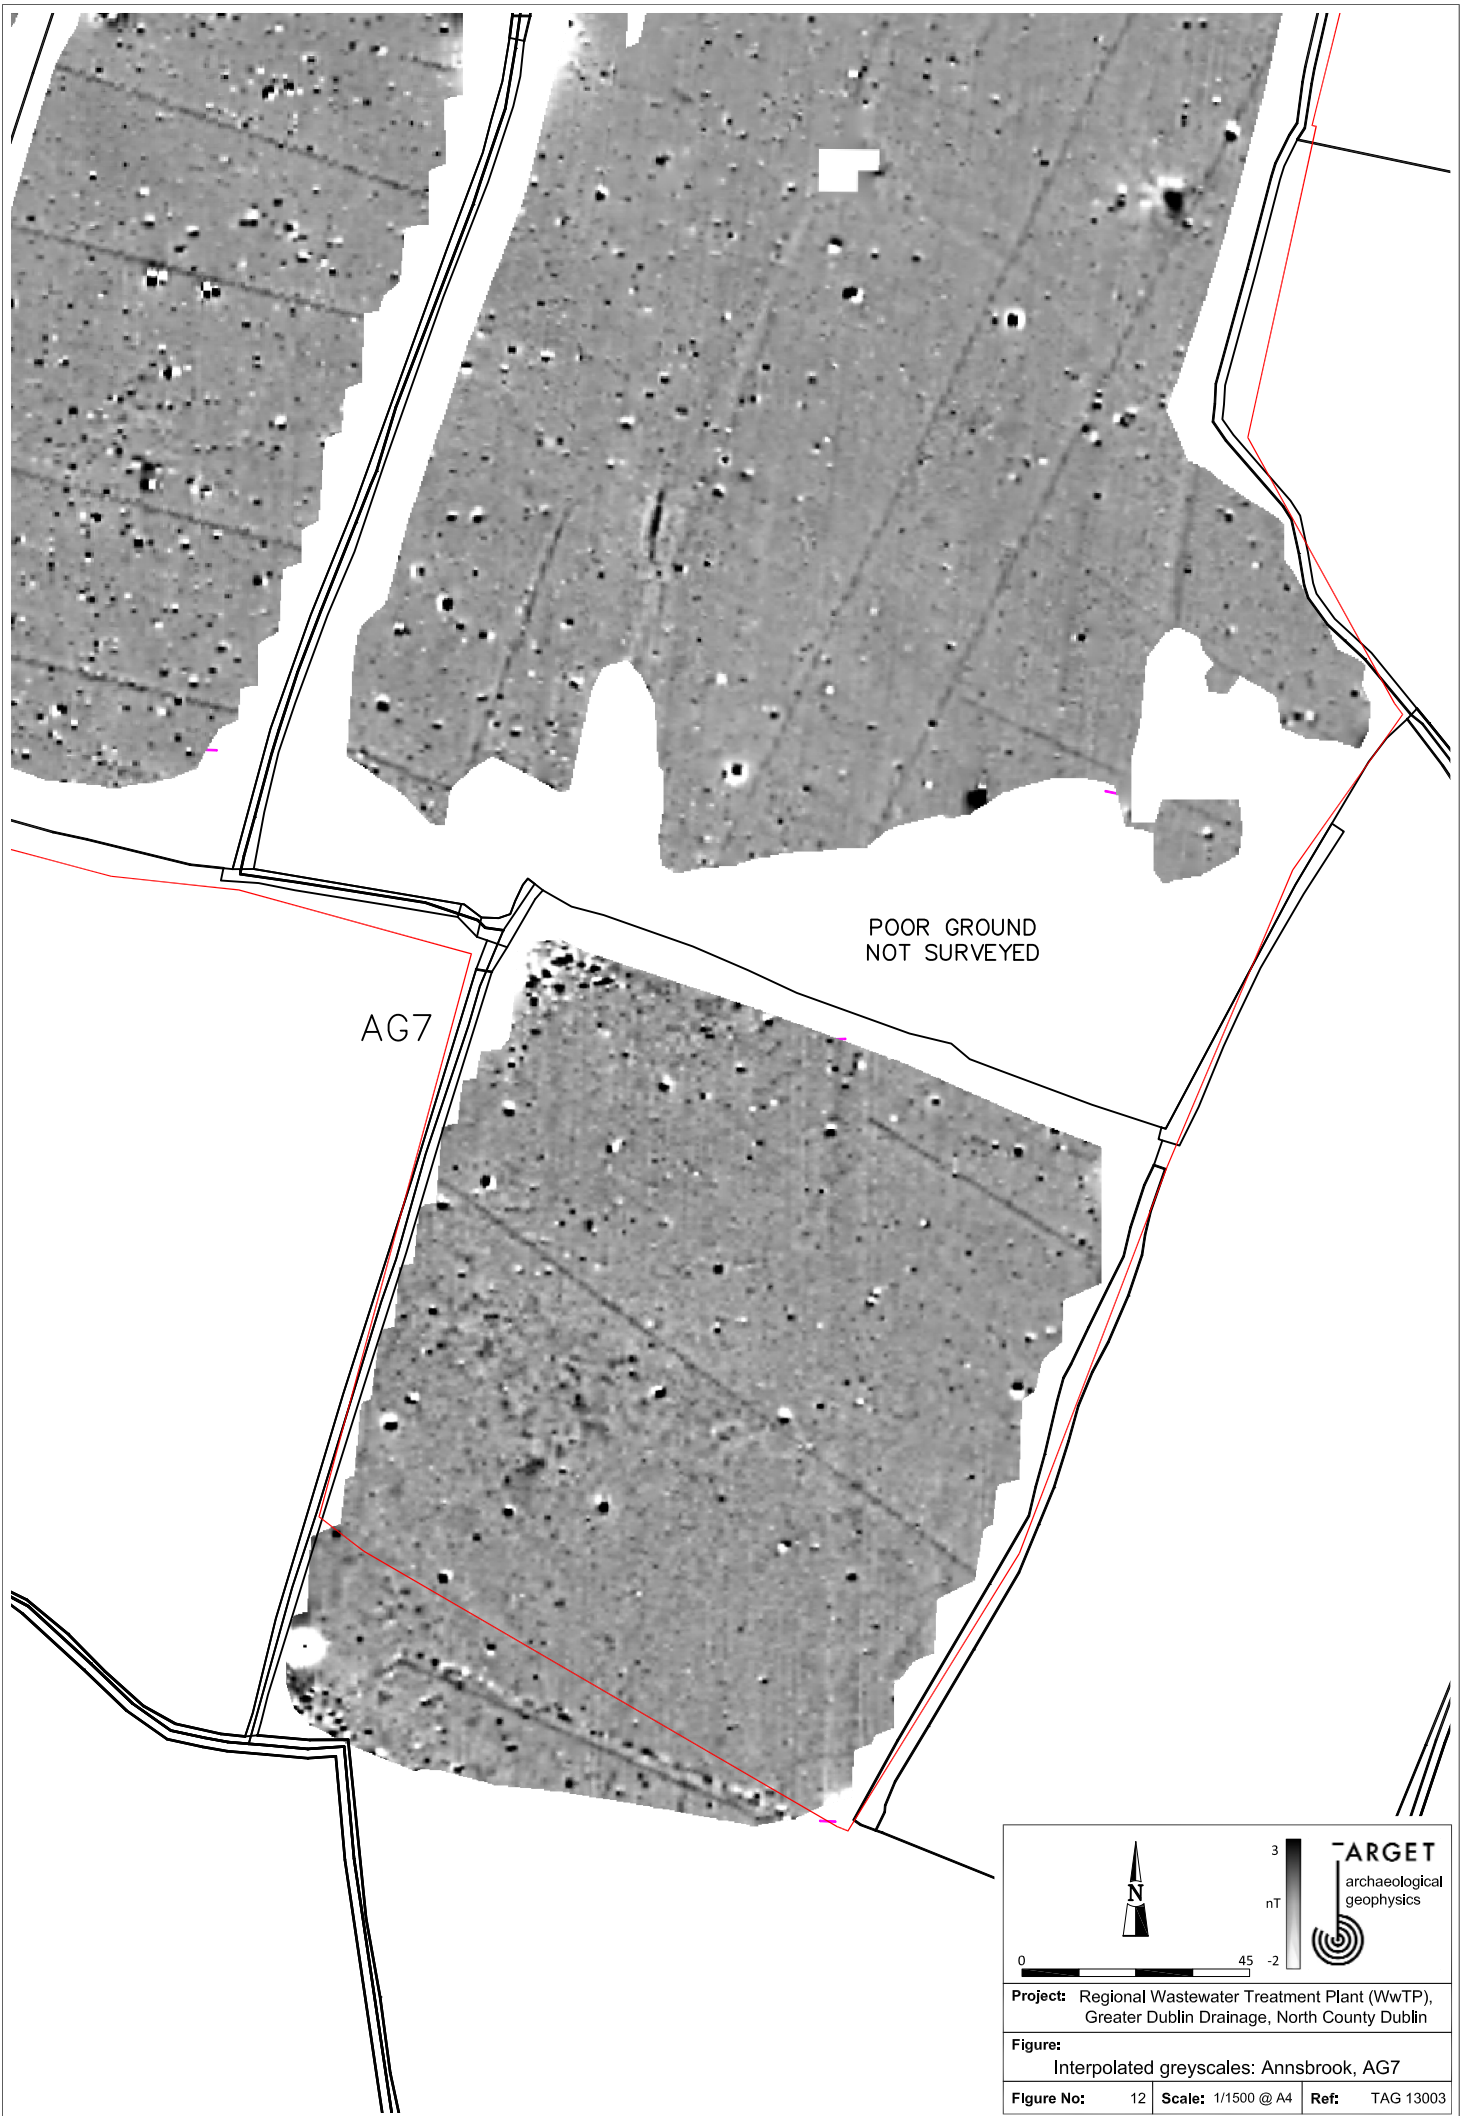 POOR GROUND
NOT SURVEYED
AG7
N
0 45
3
nT
-2
TARGET
archaeological
geophysics
Project: Regional Wastewater Treatment Plant (WwTP),
Greater Dublin Drainage, North County Dublin
Figure:
Interpolated greyscales: Annsbrook, AG7
Figure No: 12 Scale: 1/1500 @ A4 Ref: TAG 13003